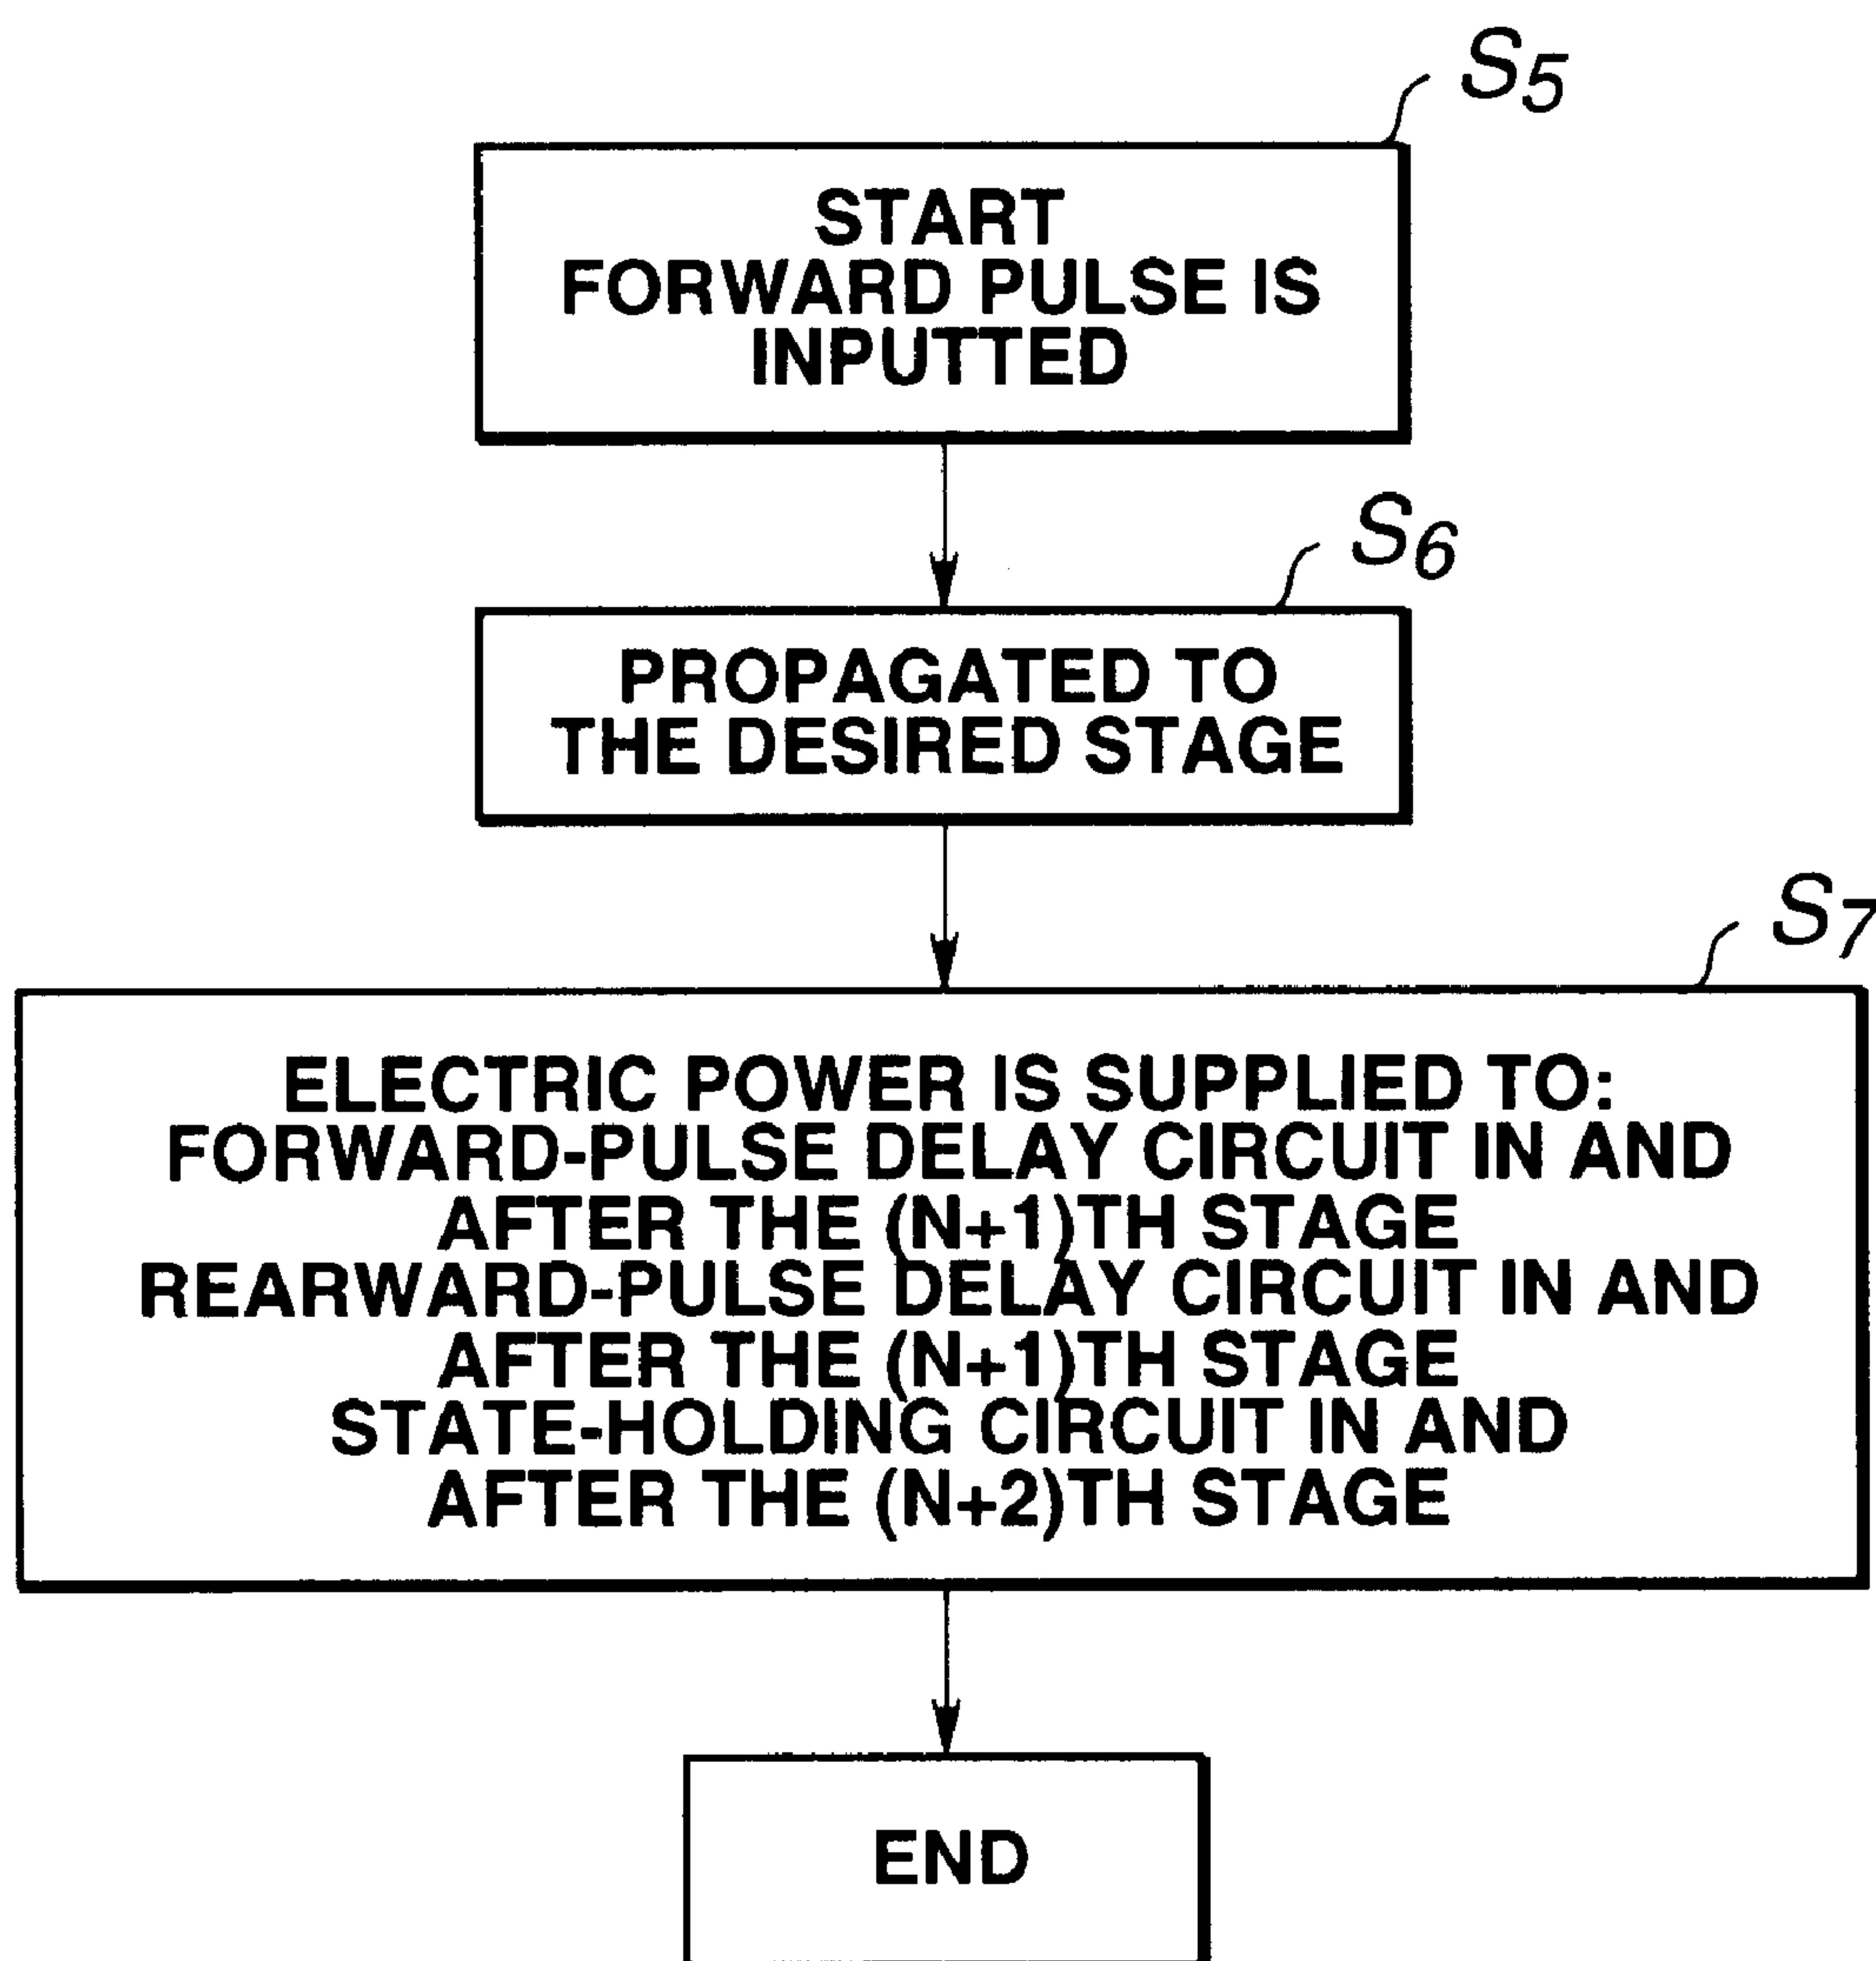 S5
START
FORWARD PULSE IS
INPUTTED
S6
PROPAGATED TO
THE DESIRED STAGE
S7
ELECTRIC POWER IS SUPPLIED TO:
FORWARD-PULSE DELAY CIRCUIT IN AND
AFTER THE (N+1)TH STAGE
REARWARD-PULSE DELAY CIRCUIT IN AND
AFTER THE (N+1)TH STAGE
STATE-HOLDING CIRCUIT IN AND
AFTER THE (N+2)TH STAGE
END